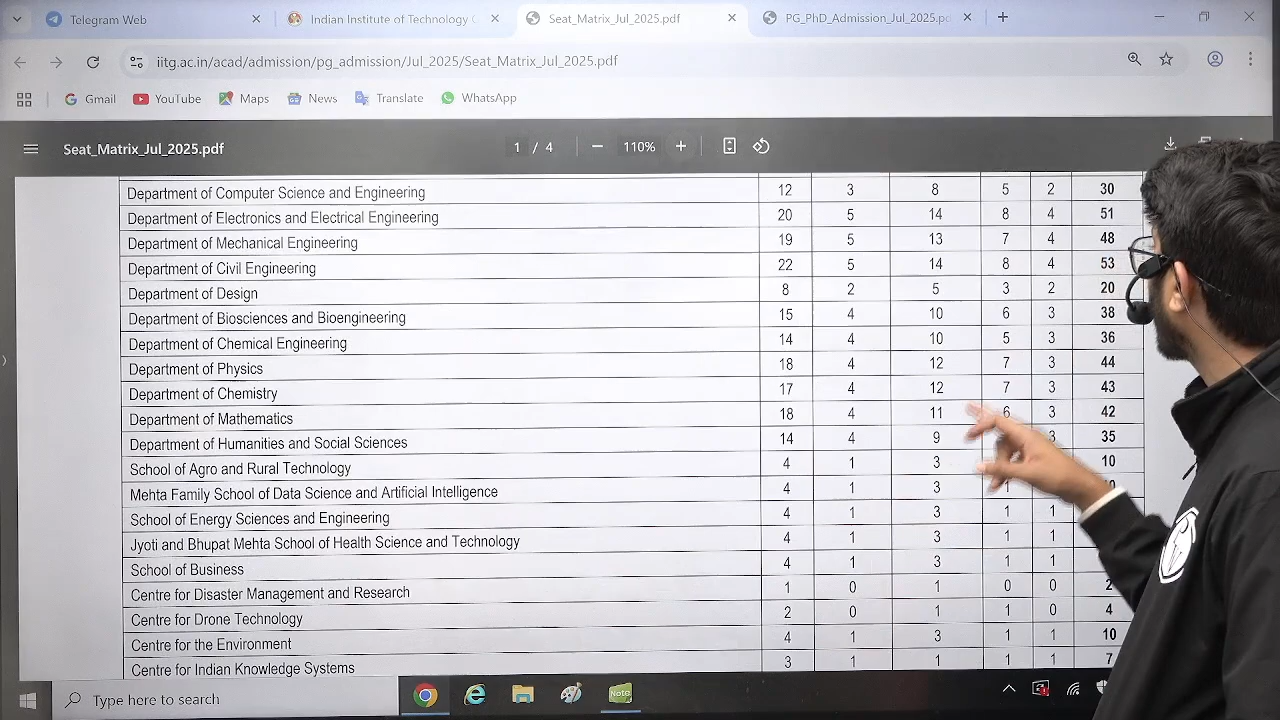 Telegram Web
Indian Institute of Technology
Seat_Matrix_Jul_2025.pdf
PG_PhD_Admission_Jul_2025.pd
iitg.ac.in/acad/admission/pg_admission/Jul_2025/Seat_Matrix_Jul_2025.pdf
Gmail YouTube Maps News Translate WhatsApp
Seat_Matrix_Jul_2025.pdf 1 / 4 110%
Department of Computer Science and Engineering 12 3 8 5 2 30
Department of Electronics and Electrical Engineering 20 5 14 8 4 51
Department of Mechanical Engineering 19 5 13 7 4 48
Department of Civil Engineering 22 5 14 8 4 53
Department of Design 8 2 5 3 2 20
Department of Biosciences and Bioengineering 15 4 10 6 3 38
Department of Chemical Engineering 14 4 10 5 3 36
Department of Physics 18 4 12 7 3 44
Department of Chemistry 17 4 12 7 3 43
Department of Mathematics 18 4 11 6 3 42
Department of Humanities and Social Sciences 14 4 9 3 35
School of Agro and Rural Technology 4 1 3 10
Mehta Family School of Data Science and Artificial Intelligence 4 1 3 1
School of Energy Sciences and Engineering 4 1 3 1 1
Jyoti and Bhupat Mehta School of Health Science and Technology 4 1 3 1 1
School of Business 4 1 3 1 1
Centre for Disaster Management and Research 1 0 1 0 0 2
Centre for Drone Technology 2 0 1 1 0 4
Centre for the Environment 4 1 3 1 1 10
Centre for Indian Knowledge Systems 3 1 1 1 1 7
Type here to search
Note